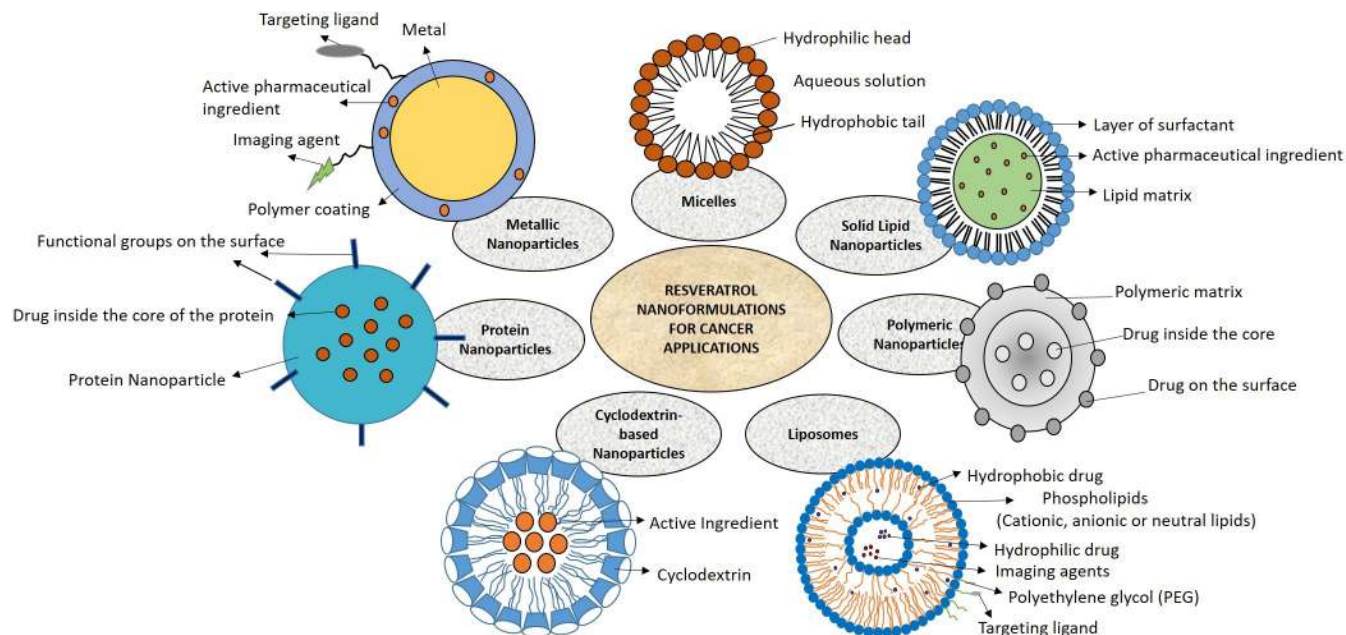 Targeting ligand
Metal
Active pharmaceutical
ingredient
Imaging agent
Polymer coating
Metallic
Nanoparticles
Hydrophilic head
Aqueous solution
Hydrophobic tail
Micelles
Layer of surfactant
Active pharmaceutical ingredient
Lipid matrix
Solid Lipid
Nanoparticles
Functional groups on the surface
Drug inside the core of the protein
Protein Nanoparticle
Protein
Nanoparticles
RESVERATROL
NANOFORMULATIONS
FOR CANCER
APPLICATIONS
Polymeric
Nanoparticles
Polymeric matrix
Drug inside the core
Drug on the surface
Cyclodextrin-
based
Nanoparticles
Active Ingredient
Cyclodextrin
Liposomes
Hydrophobic drug
Phospholipids
(Cationic, anionic or neutral lipids)
Hydrophilic drug
Imaging agents
Polyethylene glycol (PEG)
Targeting ligand